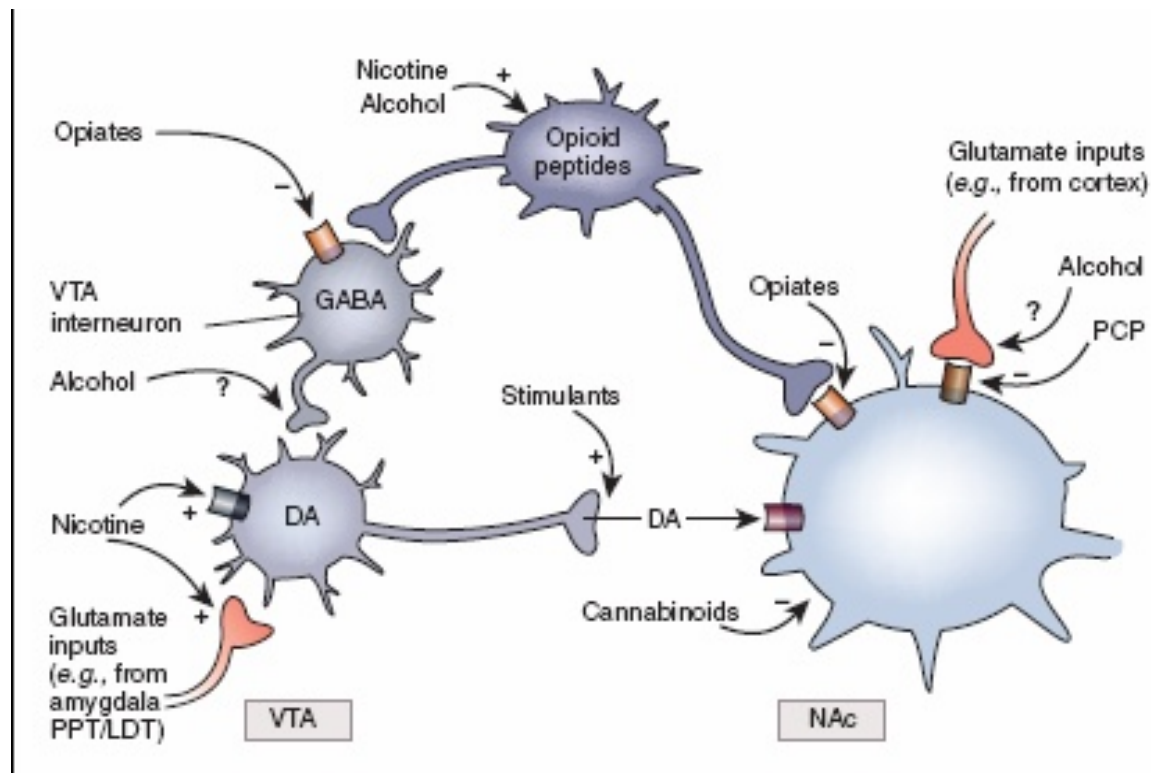 Nicotine
Alcohol
+
Opioid
peptides
Opiates
–
Glutamate inputs
(e.g., from cortex)
Alcohol
?
PCP
–
Opiates
–
VTA
interneuron
GABA
Alcohol
?
Stimulants
+
Nicotine
+
+
DA
DA
Cannabinoids
–
Glutamate
inputs
(e.g., from
amygdala
PPT/LDT)
VTA
NAc